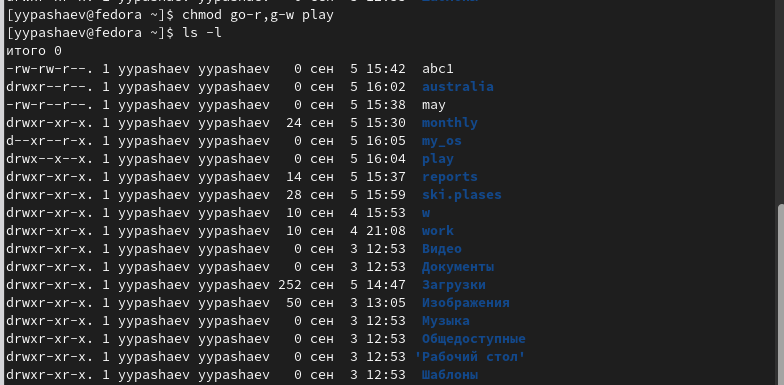 [yypashaev@fedora ~]$ chmod go-r,g-w play
[yypashaev@fedora ~]$ ls -l
итого 0
-rw-rw-r--. 1 yypashaev yypashaev   0 сен  5 15:42  abc1
drwxr--r--. 1 yypashaev yypashaev   0 сен  5 16:02  australia
-rw-r--r--. 1 yypashaev yypashaev   0 сен  5 15:38  may
drwxr-xr-x. 1 yypashaev yypashaev  24 сен  5 15:30  monthly
d--xr--r-x. 1 yypashaev yypashaev   0 сен  5 16:05  my_os
drwx--x--x. 1 yypashaev yypashaev   0 сен  5 16:04  play
drwxr-xr-x. 1 yypashaev yypashaev  14 сен  5 15:37  reports
drwxr-xr-x. 1 yypashaev yypashaev  28 сен  5 15:59  ski.plases
drwxr-xr-x. 1 yypashaev yypashaev  10 сен  4 15:53  w
drwxr-xr-x. 1 yypashaev yypashaev  10 сен  4 21:08  work
drwxr-xr-x. 1 yypashaev yypashaev   0 сен  3 12:53  Видео
drwxr-xr-x. 1 yypashaev yypashaev   0 сен  3 12:53  Документы
drwxr-xr-x. 1 yypashaev yypashaev 252 сен  5 14:47  Загрузки
drwxr-xr-x. 1 yypashaev yypashaev  50 сен  3 13:05  Изображения
drwxr-xr-x. 1 yypashaev yypashaev   0 сен  3 12:53  Музыка
drwxr-xr-x. 1 yypashaev yypashaev   0 сен  3 12:53  Общедоступные
drwxr-xr-x. 1 yypashaev yypashaev   0 сен  3 12:53 'Рабочий стол'
drwxr-xr-x. 1 yypashaev yypashaev   0 сен  3 12:53  Шаблоны